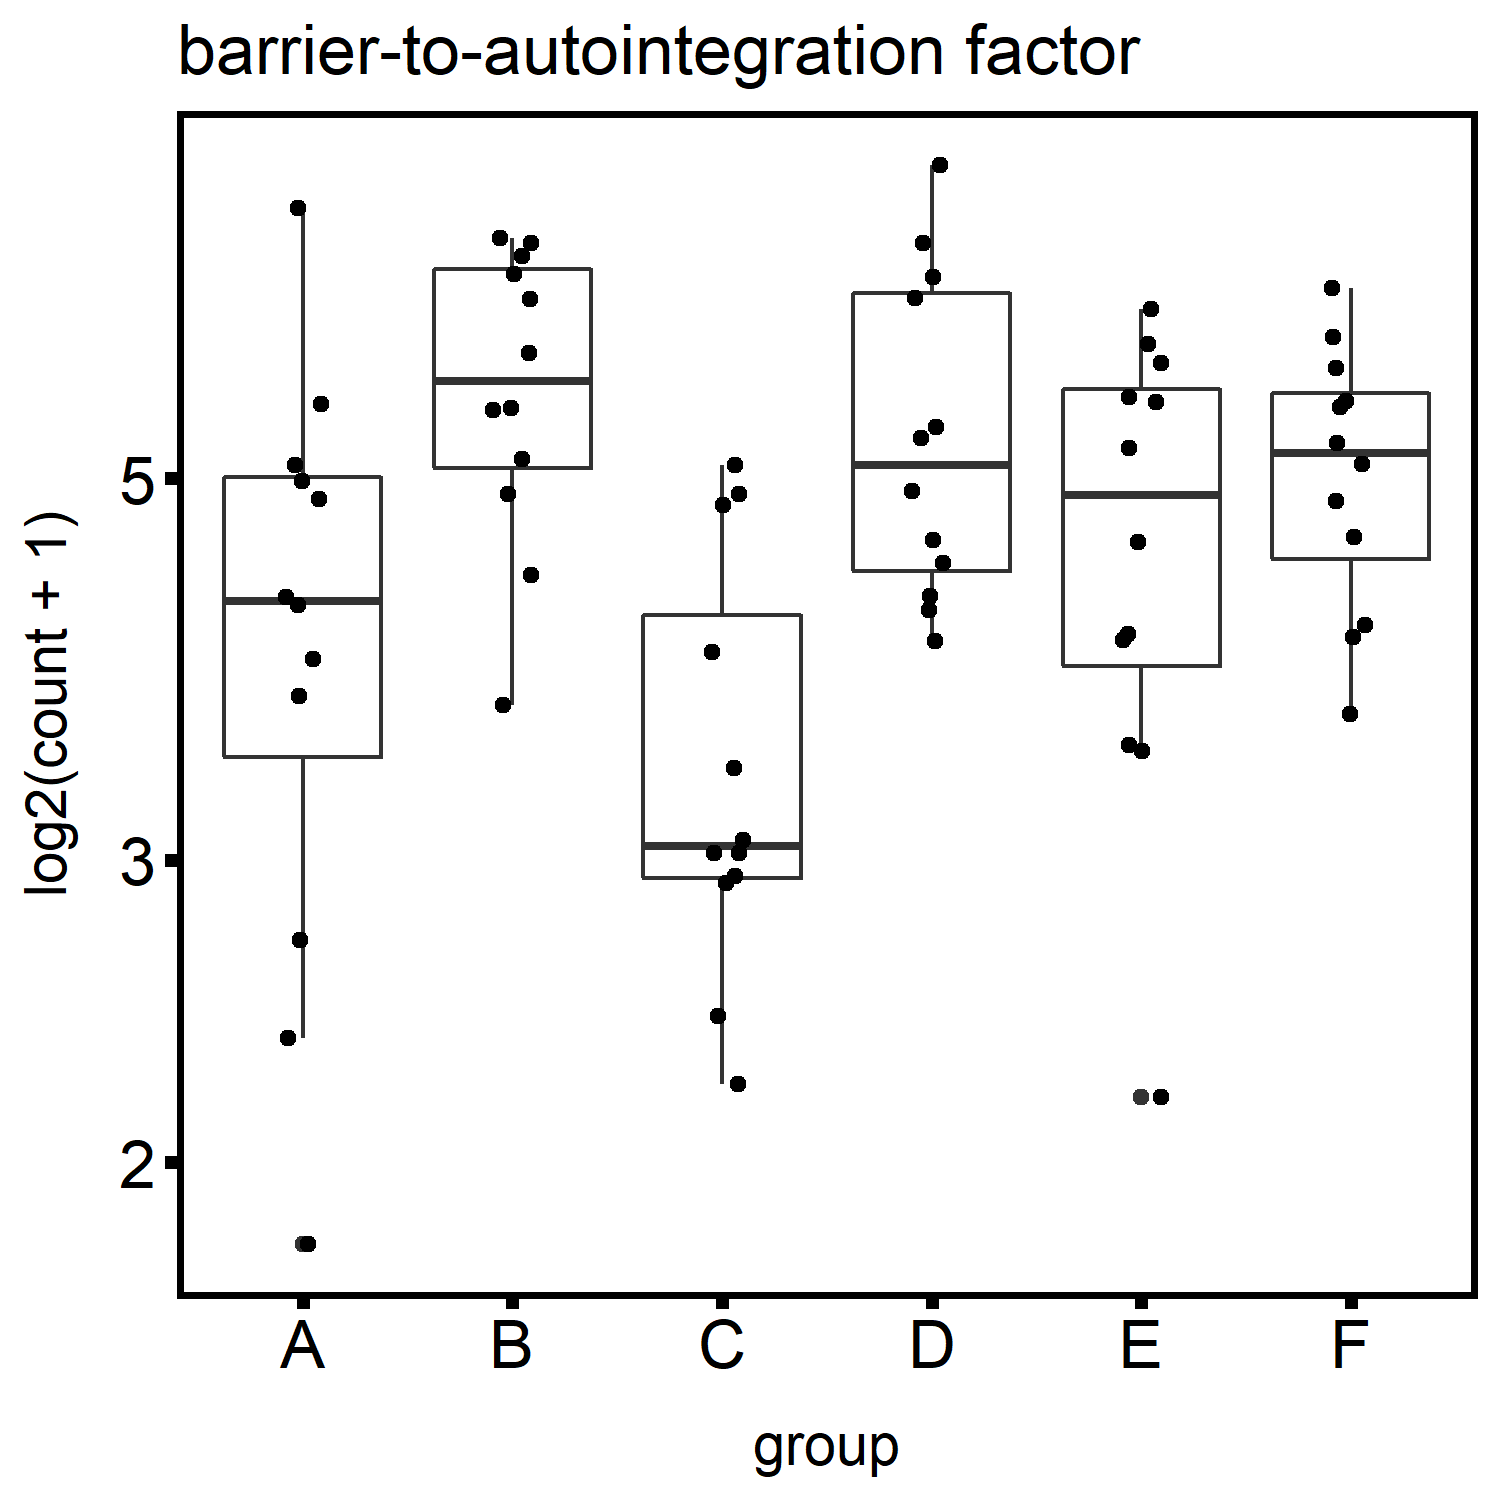 barrier-to-autointegration factor
log2(count + 1)
5
3
2
A B C D E F
group